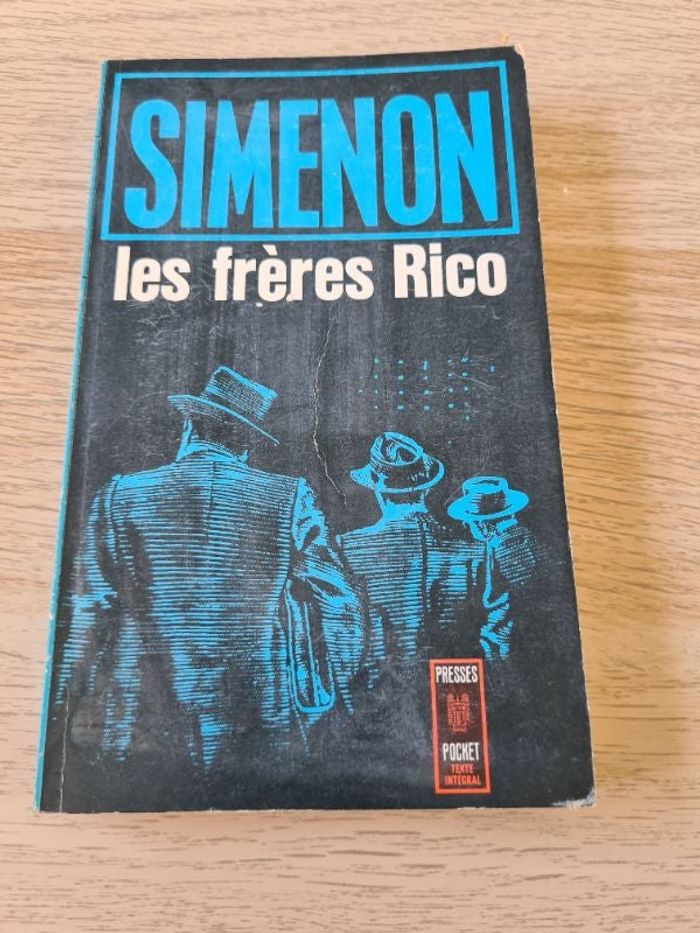 SIMENON
les frères Rico
PRESSES
POCKET
TEXTE
INTÉGRAL